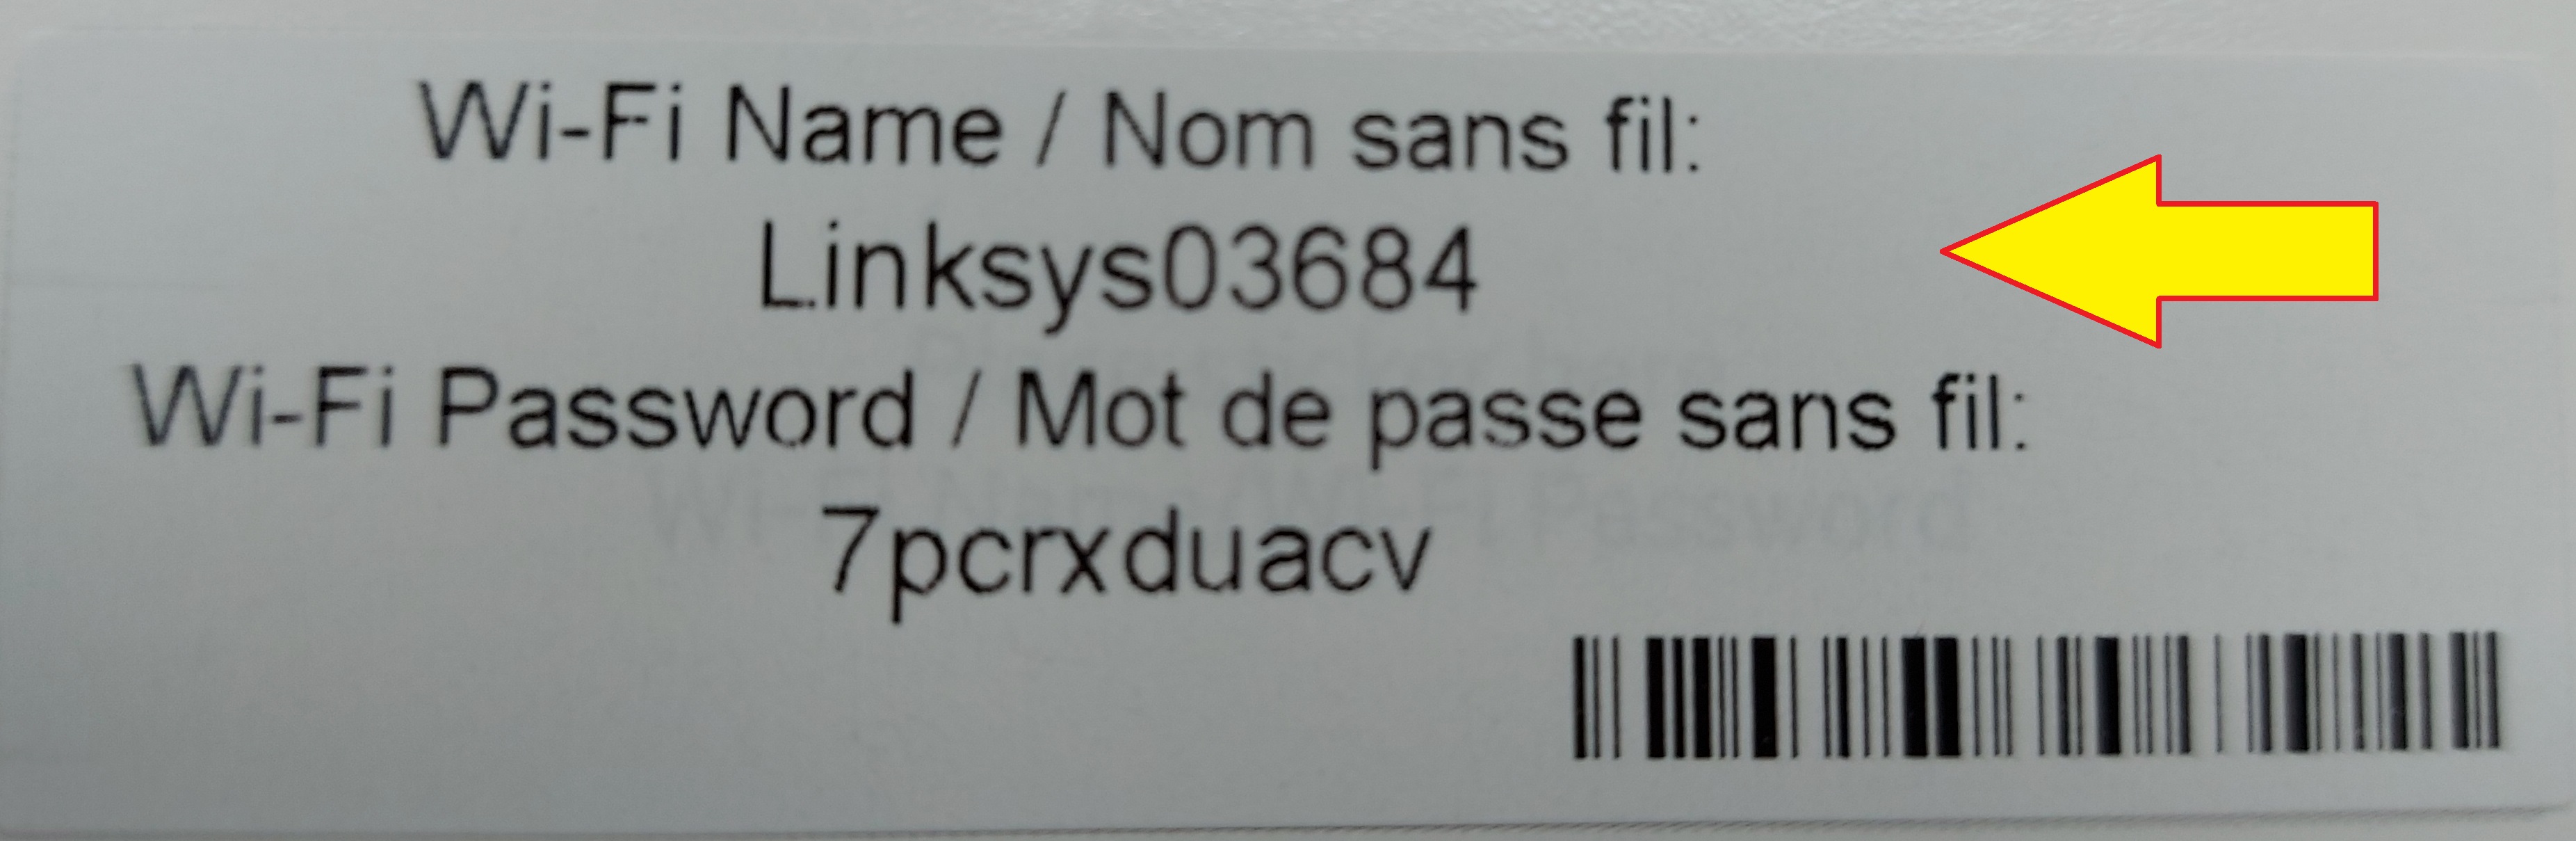 Wi-Fi Name / Nom sans fil:
Linksys03684
Wi-Fi Password / Mot de passe sans fil:
7pcrxduacv